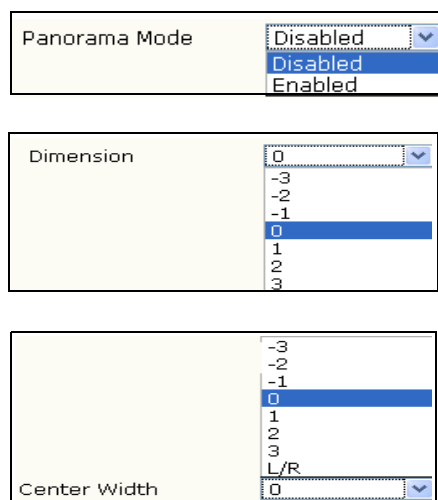 Panorama Mode Disabled
Disabled
Enabled
Dimension 0
-3
-2
-1
0
1
2
3
-3
-2
-1
0
1
2
3
L/R
Center Width 0